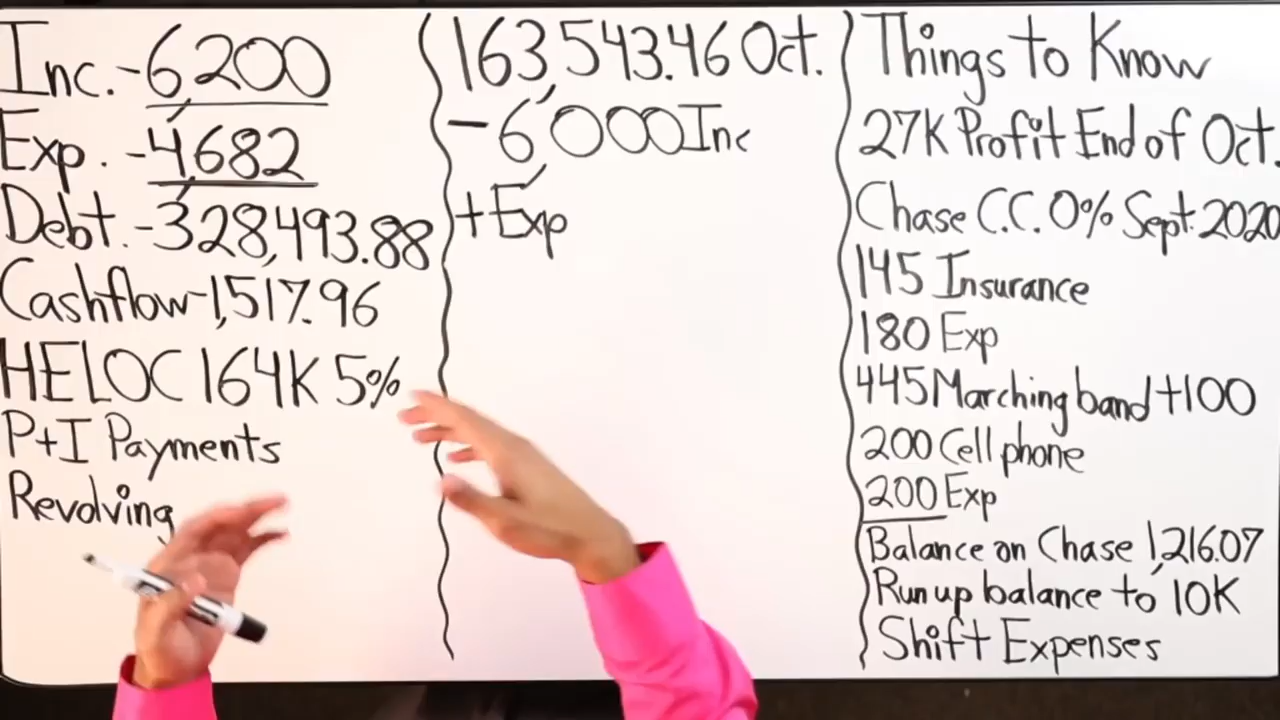 Inc. - 6,200
Exp. - 4,682
Debt. - 328,493.88
Cashflow - 1,517.96
HELOC 164K 5%
P+I Payments
Revolving
163,543.46 Oct.
- 6,000 Inc
+ Exp
Things to Know
27K Profit End of Oct.
Chase C.C. 0% Sept. 2020
145 Insurance
180 Exp
445 Marching band +100
200 Cell phone
200 Exp
Balance on Chase 1,216.07
Run up balance to 10K
Shift Expenses